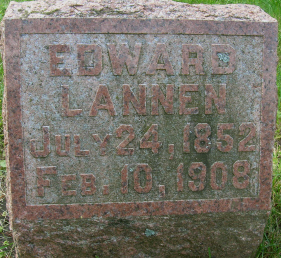 EDWARD
LANNEN
JULY 24, 1852
FEB. 10, 1908